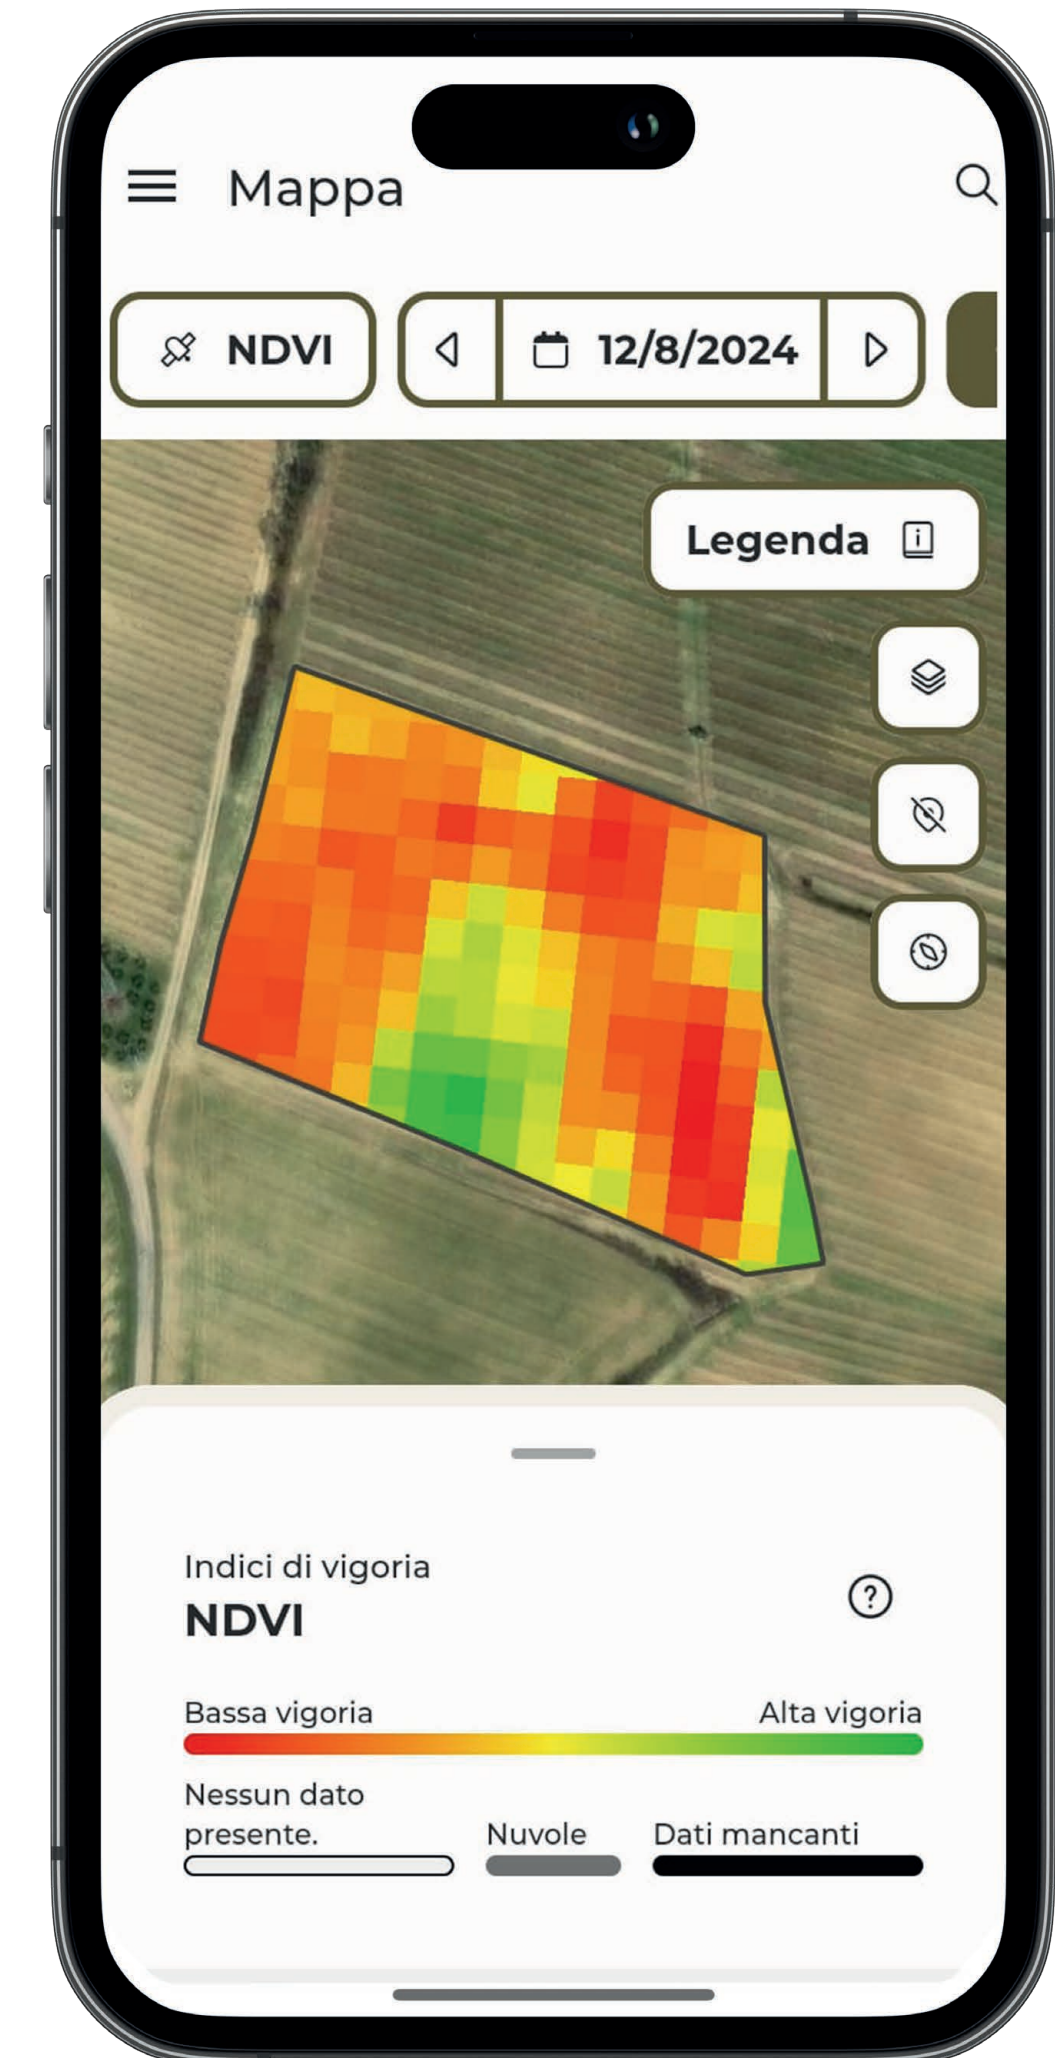 Mappa
NDVI
12/8/2024
Legenda
Indici di vigoria
NDVI
Bassa vigoria
Alta vigoria
Nessun dato
presente.
Nuvole
Dati mancanti